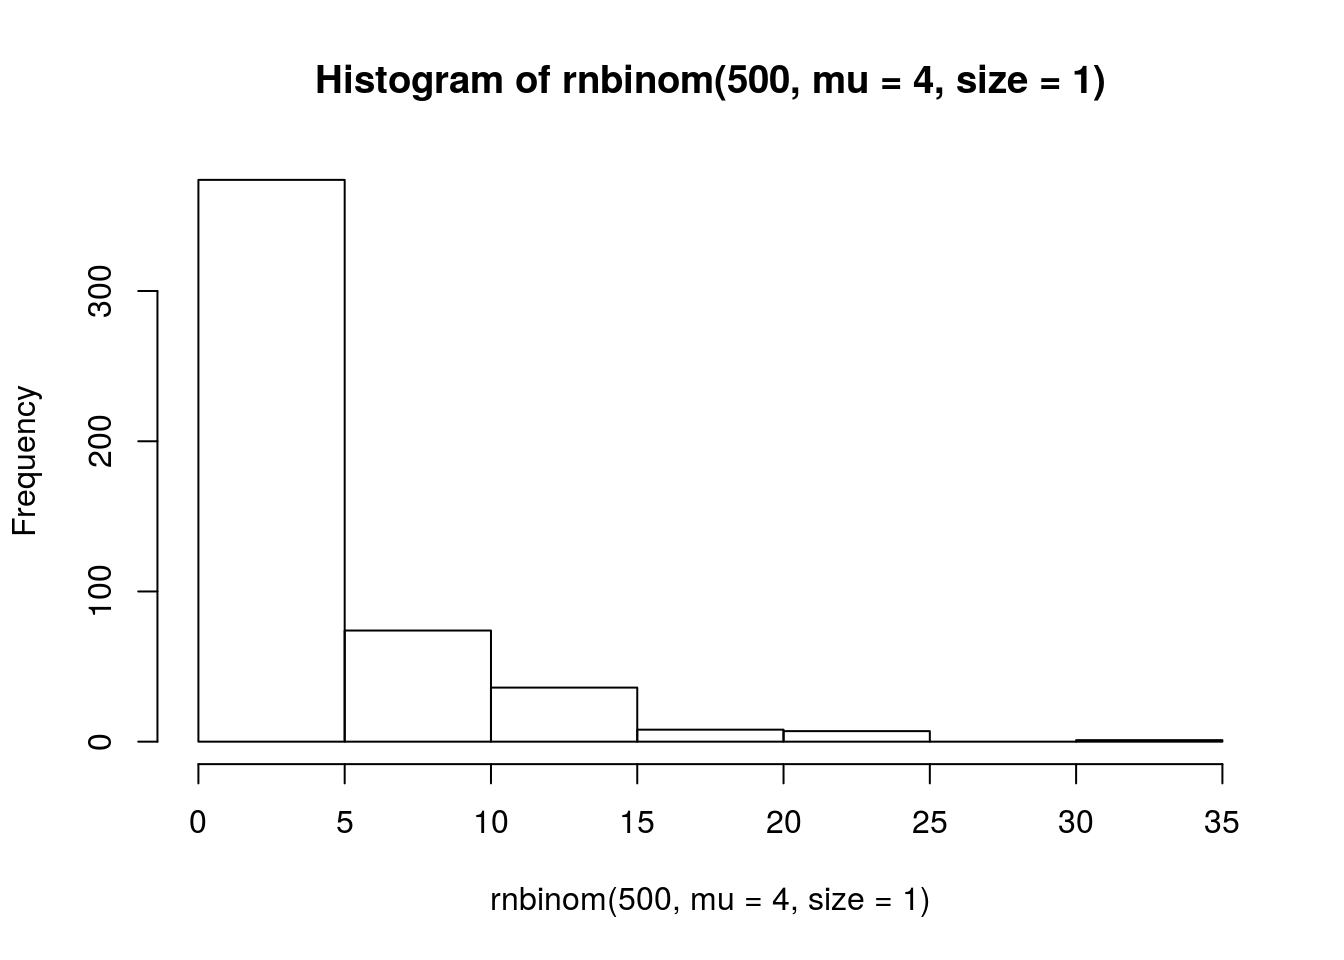 Histogram of rnbinom(500, mu = 4, size = 1)
Frequency
300
200
100
0
0 5 10 15 20 25 30 35
rnbinom(500, mu = 4, size = 1)